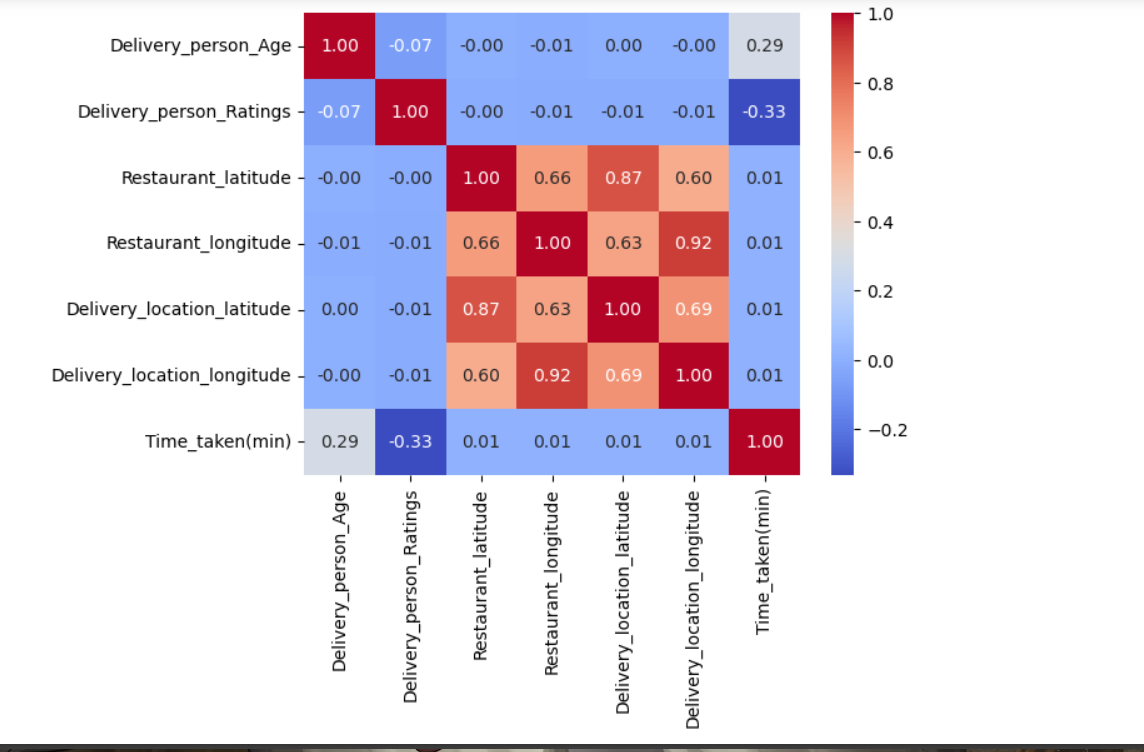 Delivery_person_Age 1.00 -0.07 -0.00 -0.01 0.00 -0.00 0.29
Delivery_person_Ratings -0.07 1.00 -0.00 -0.01 -0.01 -0.01 -0.33
Restaurant_latitude -0.00 -0.00 1.00 0.66 0.87 0.60 0.01
Restaurant_longitude -0.01 -0.01 0.66 1.00 0.63 0.92 0.01
Delivery_location_latitude 0.00 -0.01 0.87 0.63 1.00 0.69 0.01
Delivery_location_longitude -0.00 -0.01 0.60 0.92 0.69 1.00 0.01
Time_taken(min) 0.29 -0.33 0.01 0.01 0.01 0.01 1.00
Delivery_person_Age
Delivery_person_Ratings
Restaurant_latitude
Restaurant_longitude
Delivery_location_latitude
Delivery_location_longitude
Time_taken(min)
1.0
0.8
0.6
0.4
0.2
0.0
−0.2